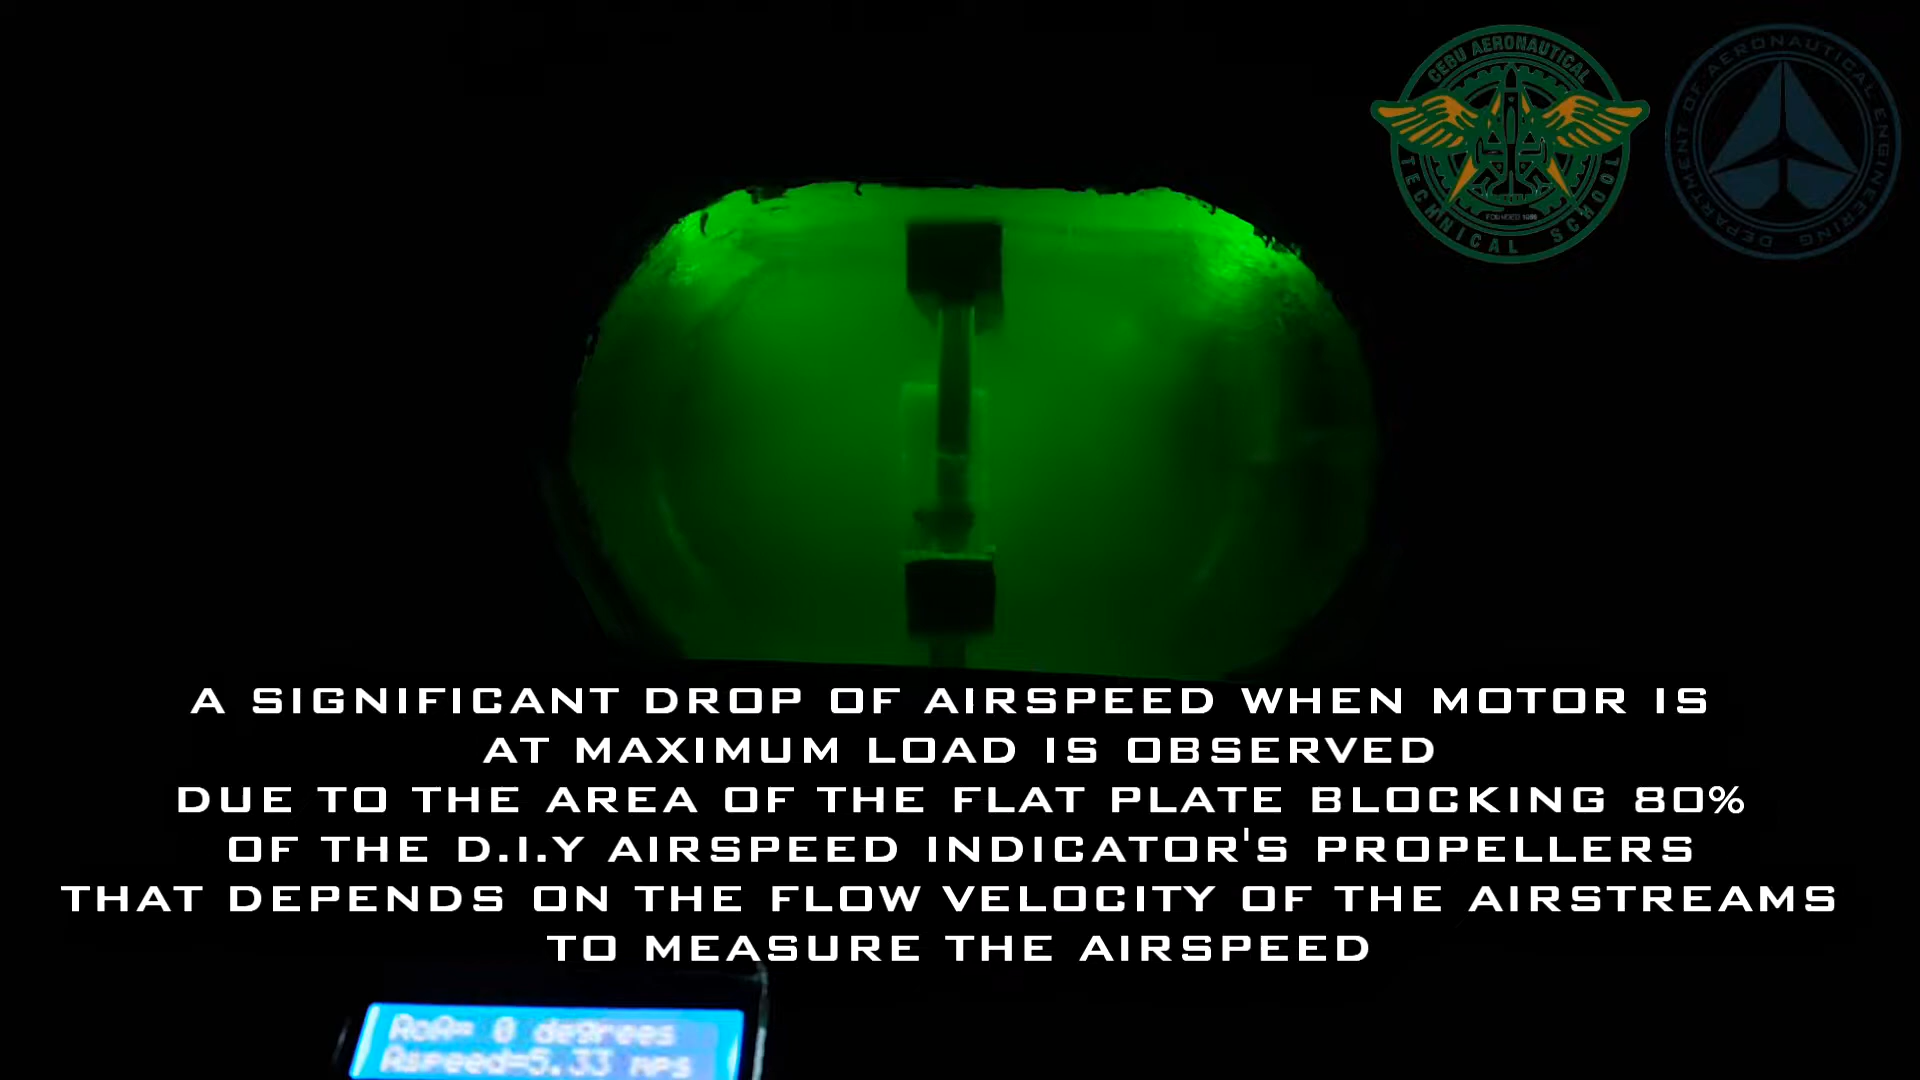 CEBU AERONAUTICAL
TECHNICAL SCHOOL
FOUNDED 1986
DEPARTMENT OF AERONAUTICAL ENGINEERING
A SIGNIFICANT DROP OF AIRSPEED WHEN MOTOR IS
AT MAXIMUM LOAD IS OBSERVED
DUE TO THE AREA OF THE FLAT PLATE BLOCKING 80%
OF THE D.I.Y AIRSPEED INDICATOR'S PROPELLERS
THAT DEPENDS ON THE FLOW VELOCITY OF THE AIRSTREAMS
TO MEASURE THE AIRSPEED
AoA= 0 degrees
Aspeed=5.33 mps